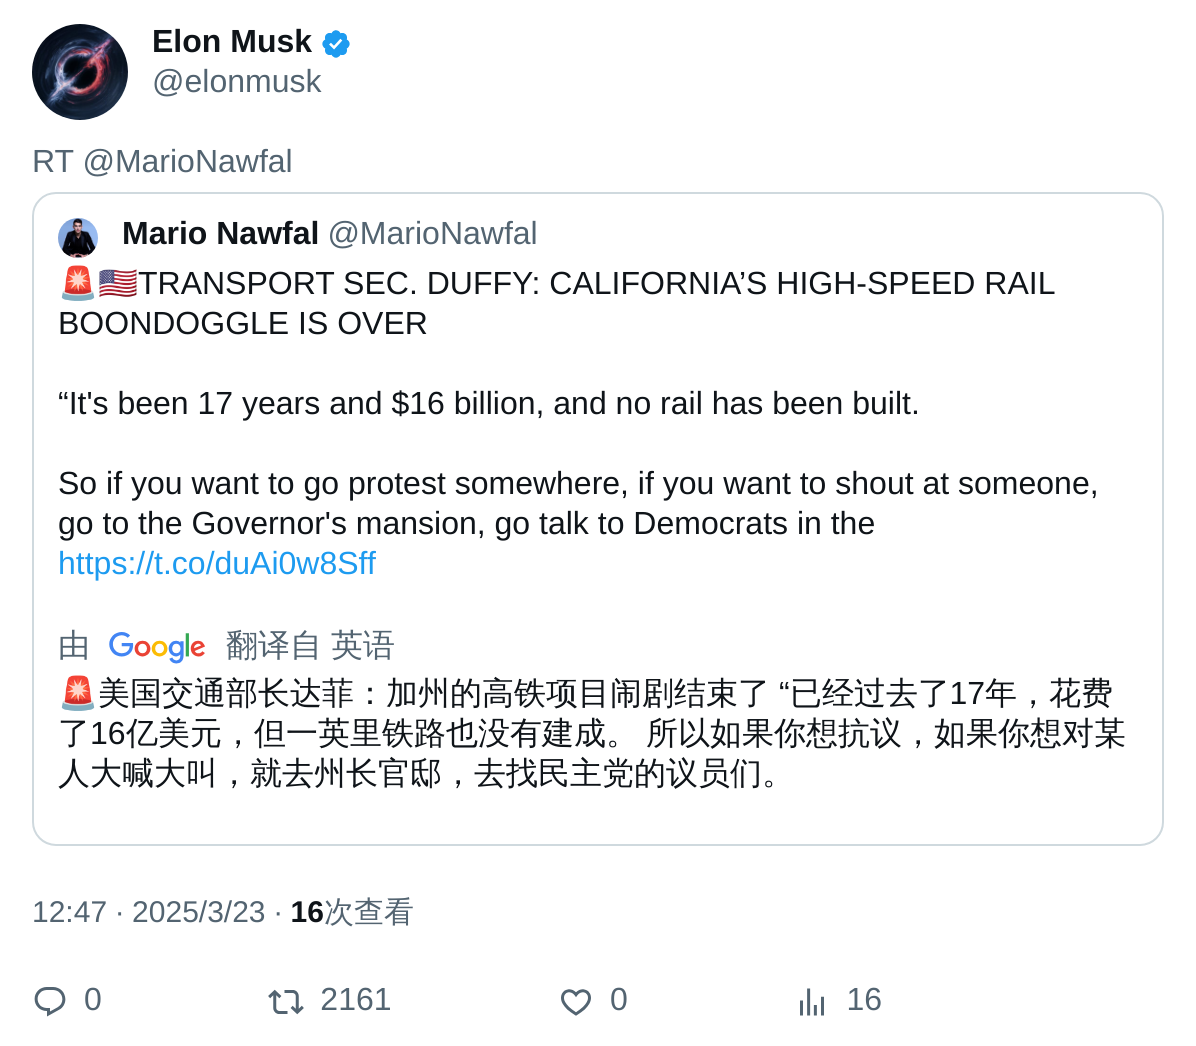 Elon Musk
@elonmusk
RT @MarioNawfal
Mario Nawfal @MarioNawfal
🚨🇺🇸TRANSPORT SEC. DUFFY: CALIFORNIA’S HIGH-SPEED RAIL
BOONDOGGLE IS OVER
“It's been 17 years and $16 billion, and no rail has been built.
So if you want to go protest somewhere, if you want to shout at someone,
go to the Governor's mansion, go talk to Democrats in the
https://t.co/duAi0w8Sff
由 Google 翻译自 英语
🚨美国交通部长达菲：加州的高铁项目闹剧结束了 “已经过去了17年，花费
了16亿美元，但一英里铁路也没有建成。 所以如果你想抗议，如果你想对某
人大喊大叫，就去州长官邸，去找民主党的议员们。
12:47 · 2025/3/23 · 16次查看
0 2161 0 16